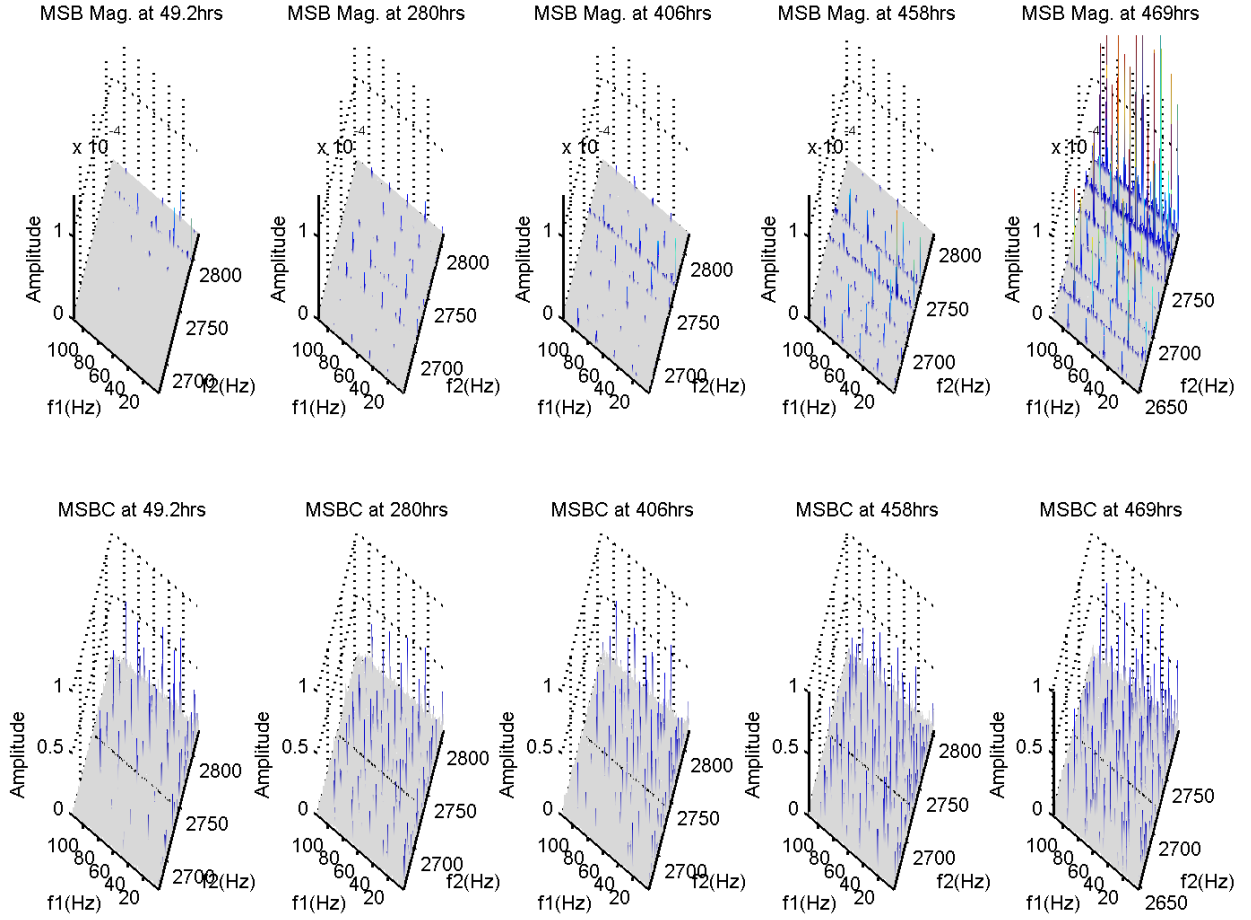 MSB Mag. at 49.2hrs
MSB Mag. at 280hrs
MSB Mag. at 406hrs
MSB Mag. at 458hrs
MSB Mag. at 469hrs
x 10-4
x 10-4
x 10-4
x 10-4
x 10-4
Amplitude
1
0
100
80
60
40
20
f1(Hz)
2800
2750
2700
f2(Hz)
Amplitude
1
0
100
80
60
40
20
f1(Hz)
2800
2750
2700
f2(Hz)
Amplitude
1
0
100
80
60
40
20
f1(Hz)
2800
2750
2700
f2(Hz)
Amplitude
1
0
100
80
60
40
20
f1(Hz)
2800
2750
2700
f2(Hz)
Amplitude
1
0
100
80
60
40
20
f1(Hz)
2750
2700
2650
f2(Hz)
MSBC at 49.2hrs
MSBC at 280hrs
MSBC at 406hrs
MSBC at 458hrs
MSBC at 469hrs
Amplitude
1
0.5
0
100
80
60
40
20
f1(Hz)
2800
2750
2700
f2(Hz)
Amplitude
1
0.5
0
100
80
60
40
20
f1(Hz)
2800
2750
2700
f2(Hz)
Amplitude
1
0.5
0
100
80
60
40
20
f1(Hz)
2800
2750
2700
f2(Hz)
Amplitude
1
0.5
0
100
80
60
40
20
f1(Hz)
2800
2750
2700
f2(Hz)
Amplitude
1
0.5
0
100
80
60
40
20
f1(Hz)
2750
2700
2650
f2(Hz)